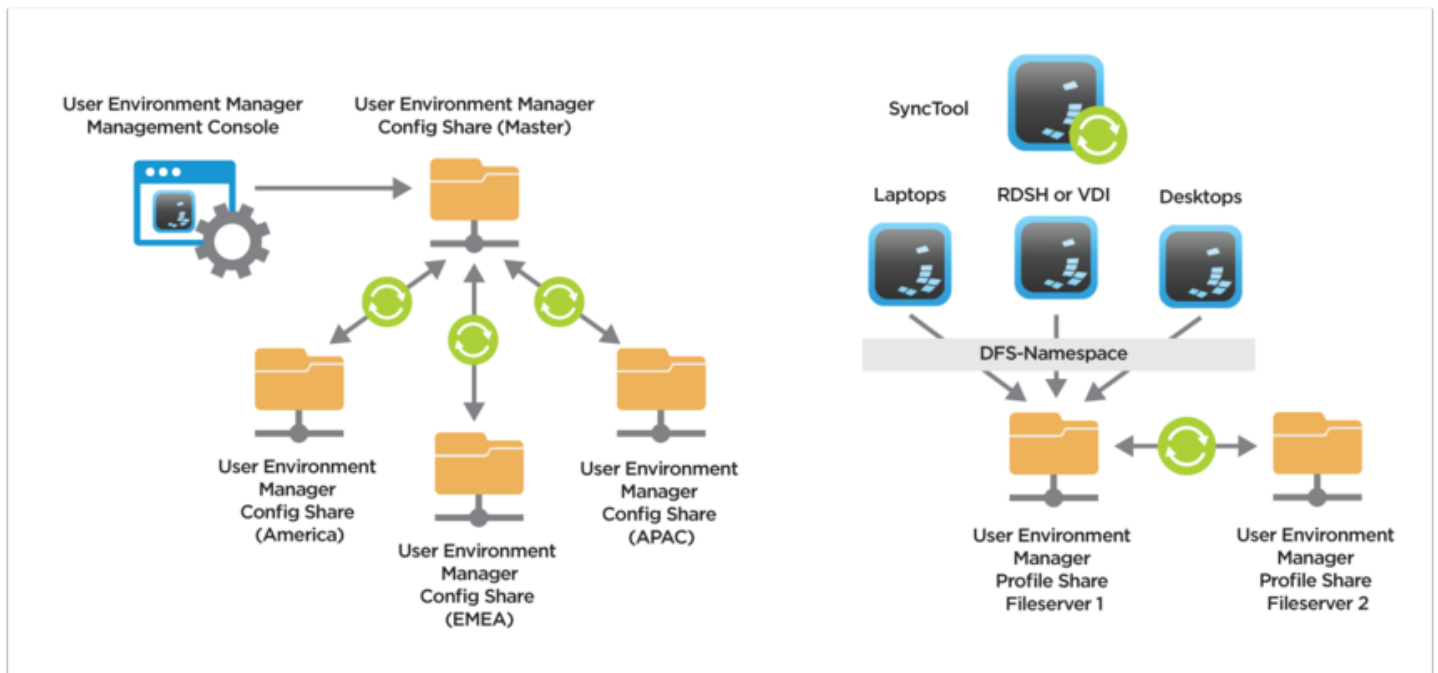 User Environment Manager
Management Console
User Environment Manager
Config Share (Master)
User Environment
Manager
Config Share
(America)
User Environment
Manager
Config Share
(EMEA)
User Environment
Manager
Config Share
(APAC)
SyncTool
Laptops
RDSH or VDI
Desktops
DFS-Namespace
User Environment
Manager
Profile Share
Fileserver 1
User Environment
Manager
Profile Share
Fileserver 2